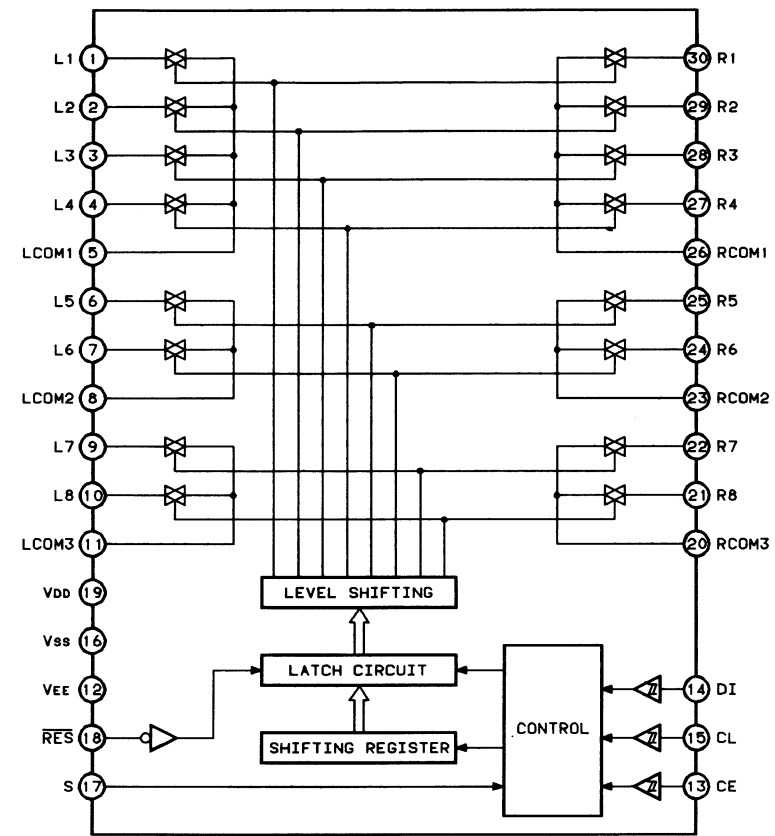 L1 1 30 R1
L2 2 29 R2
L3 3 28 R3
L4 4 27 R4
LCOM1 5 26 RCOM1
L5 6 25 R5
L6 7 24 R6
LCOM2 8 23 RCOM2
L7 9 22 R7
L8 10 21 R8
LCOM3 11 20 RCOM3
VDD 19 LEVEL SHIFTING
VSS 16
LATCH CIRCUIT
VEE 12 14 DI
RES 18 SHIFTING REGISTER CONTROL 15 CL
S 17 13 CE